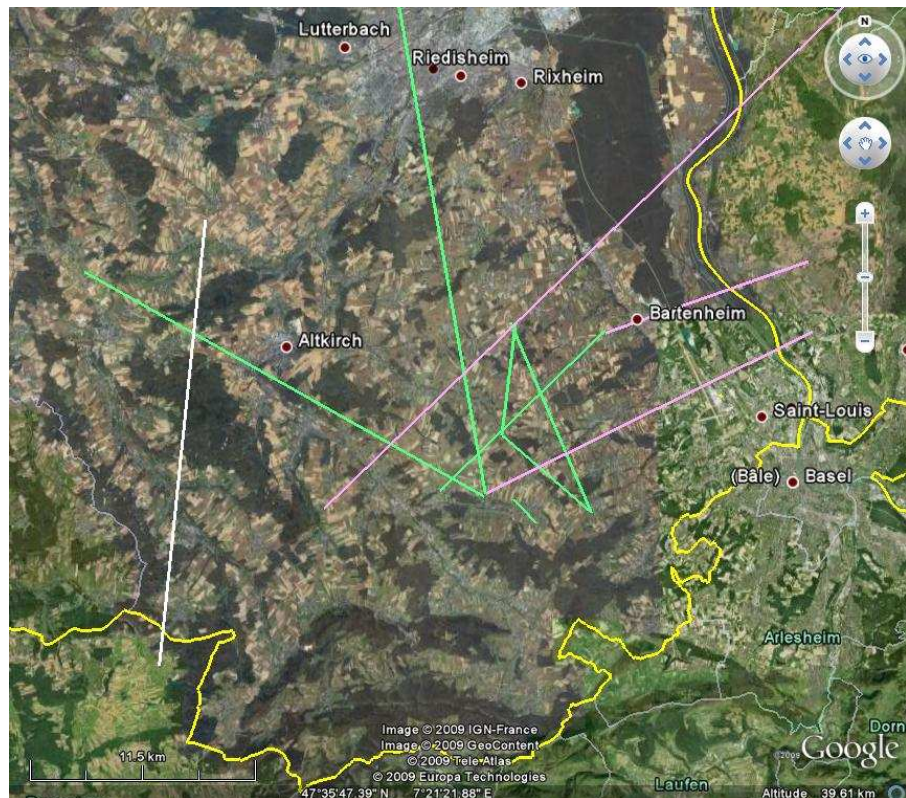 Lutterbach
N
Riedisheim
Rixheim
Bartenheim
Altkirch
Saint-Louis
(Bâle) Basel
Arlesheim
Image © 2009 IGN-France
Image © 2009 GeoContent
© 2009 Tele Atlas
© 2009 Europa Technologies
Dorn
©2009 Google
11.5 km
47°35'47.39" N 7°21'21.88" E
Laufen
Altitude 39.61 km